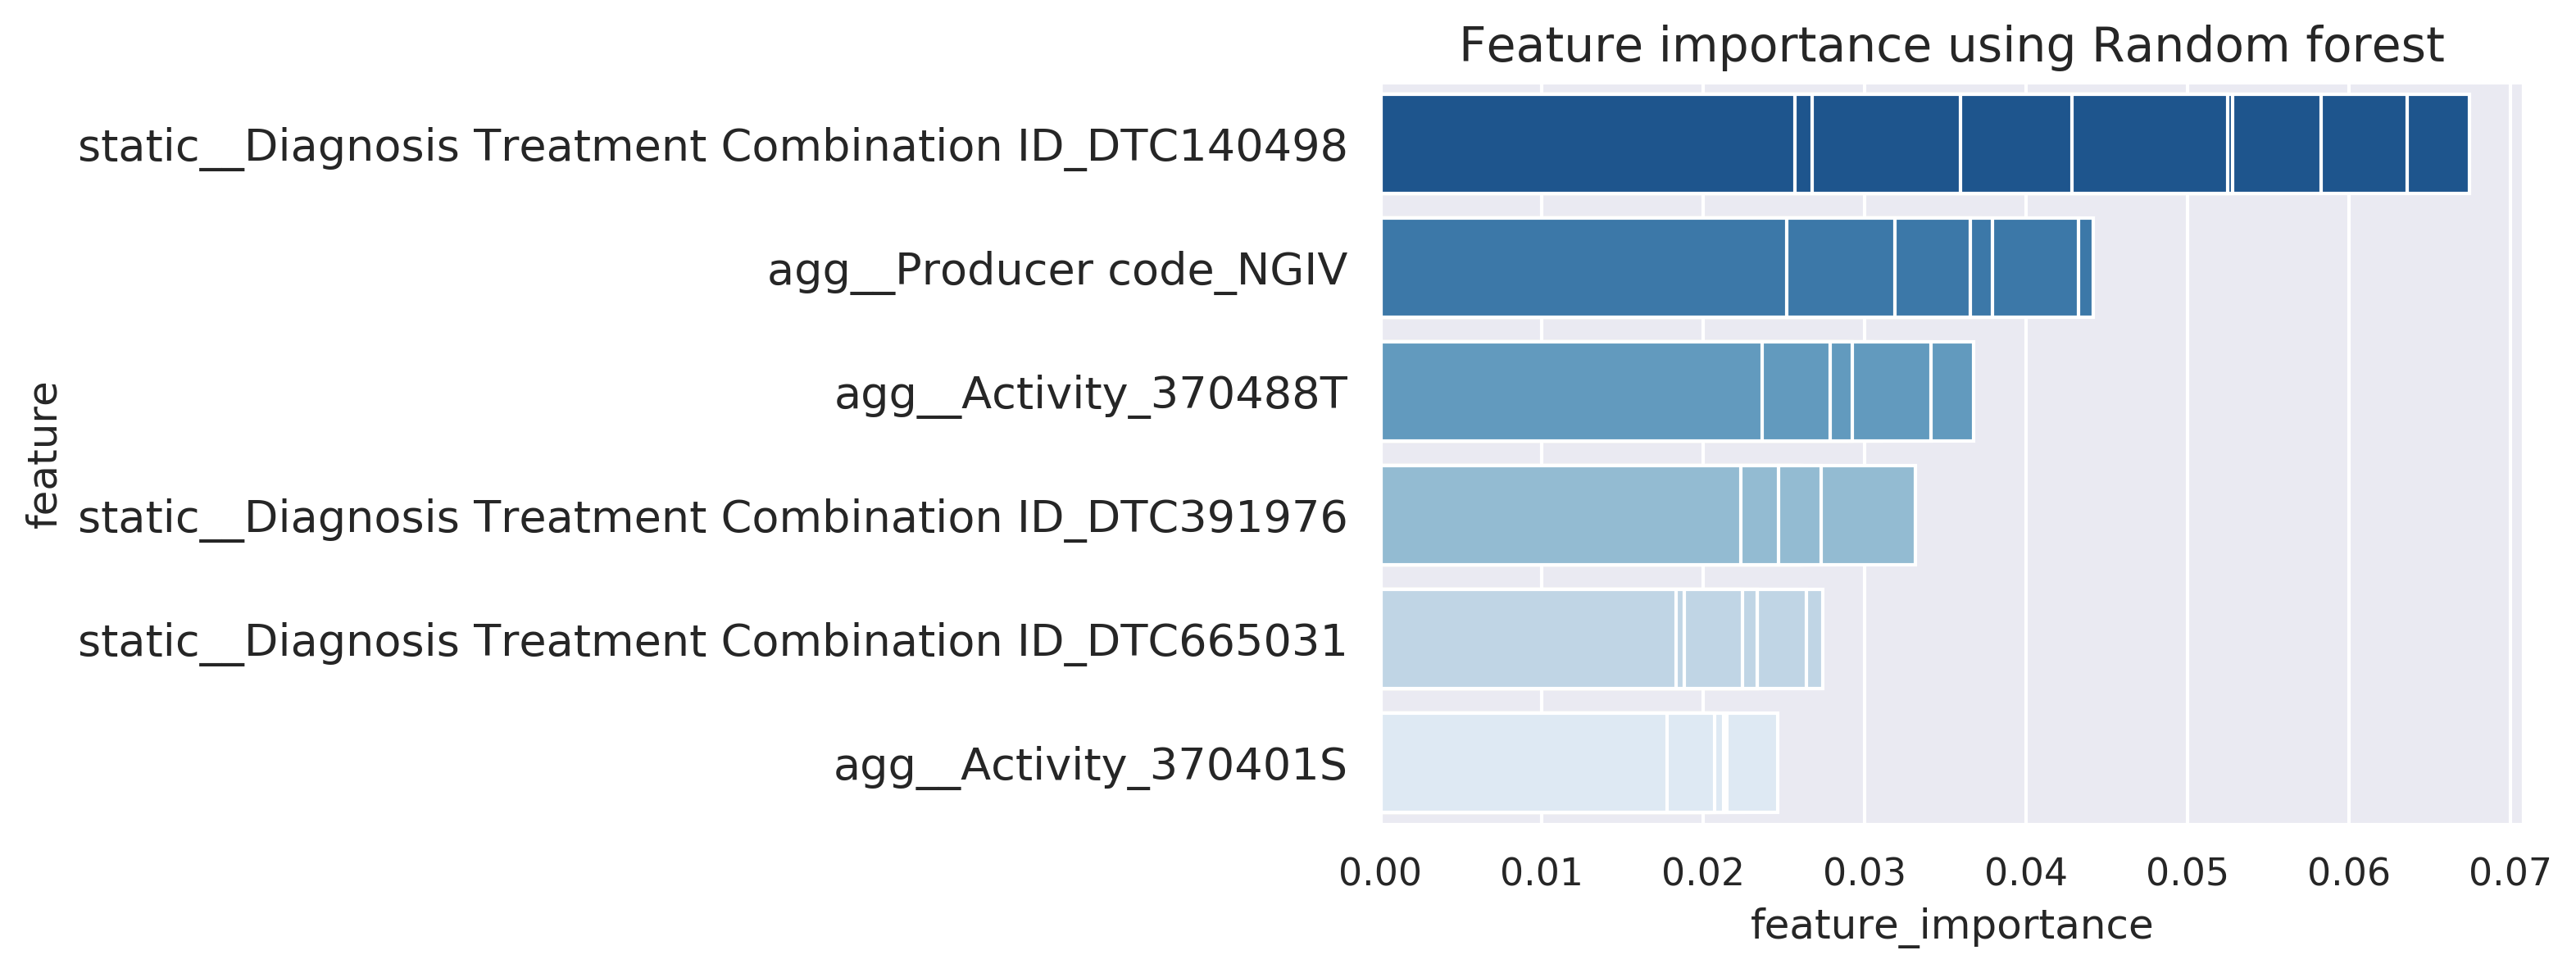 Feature importance using Random forest
static__Diagnosis Treatment Combination ID_DTC140498
agg__Producer code_NGIV
agg__Activity_370488T
static__Diagnosis Treatment Combination ID_DTC391976
static__Diagnosis Treatment Combination ID_DTC665031
agg__Activity_370401S
feature
0.00 0.01 0.02 0.03 0.04 0.05 0.06 0.07
feature_importance